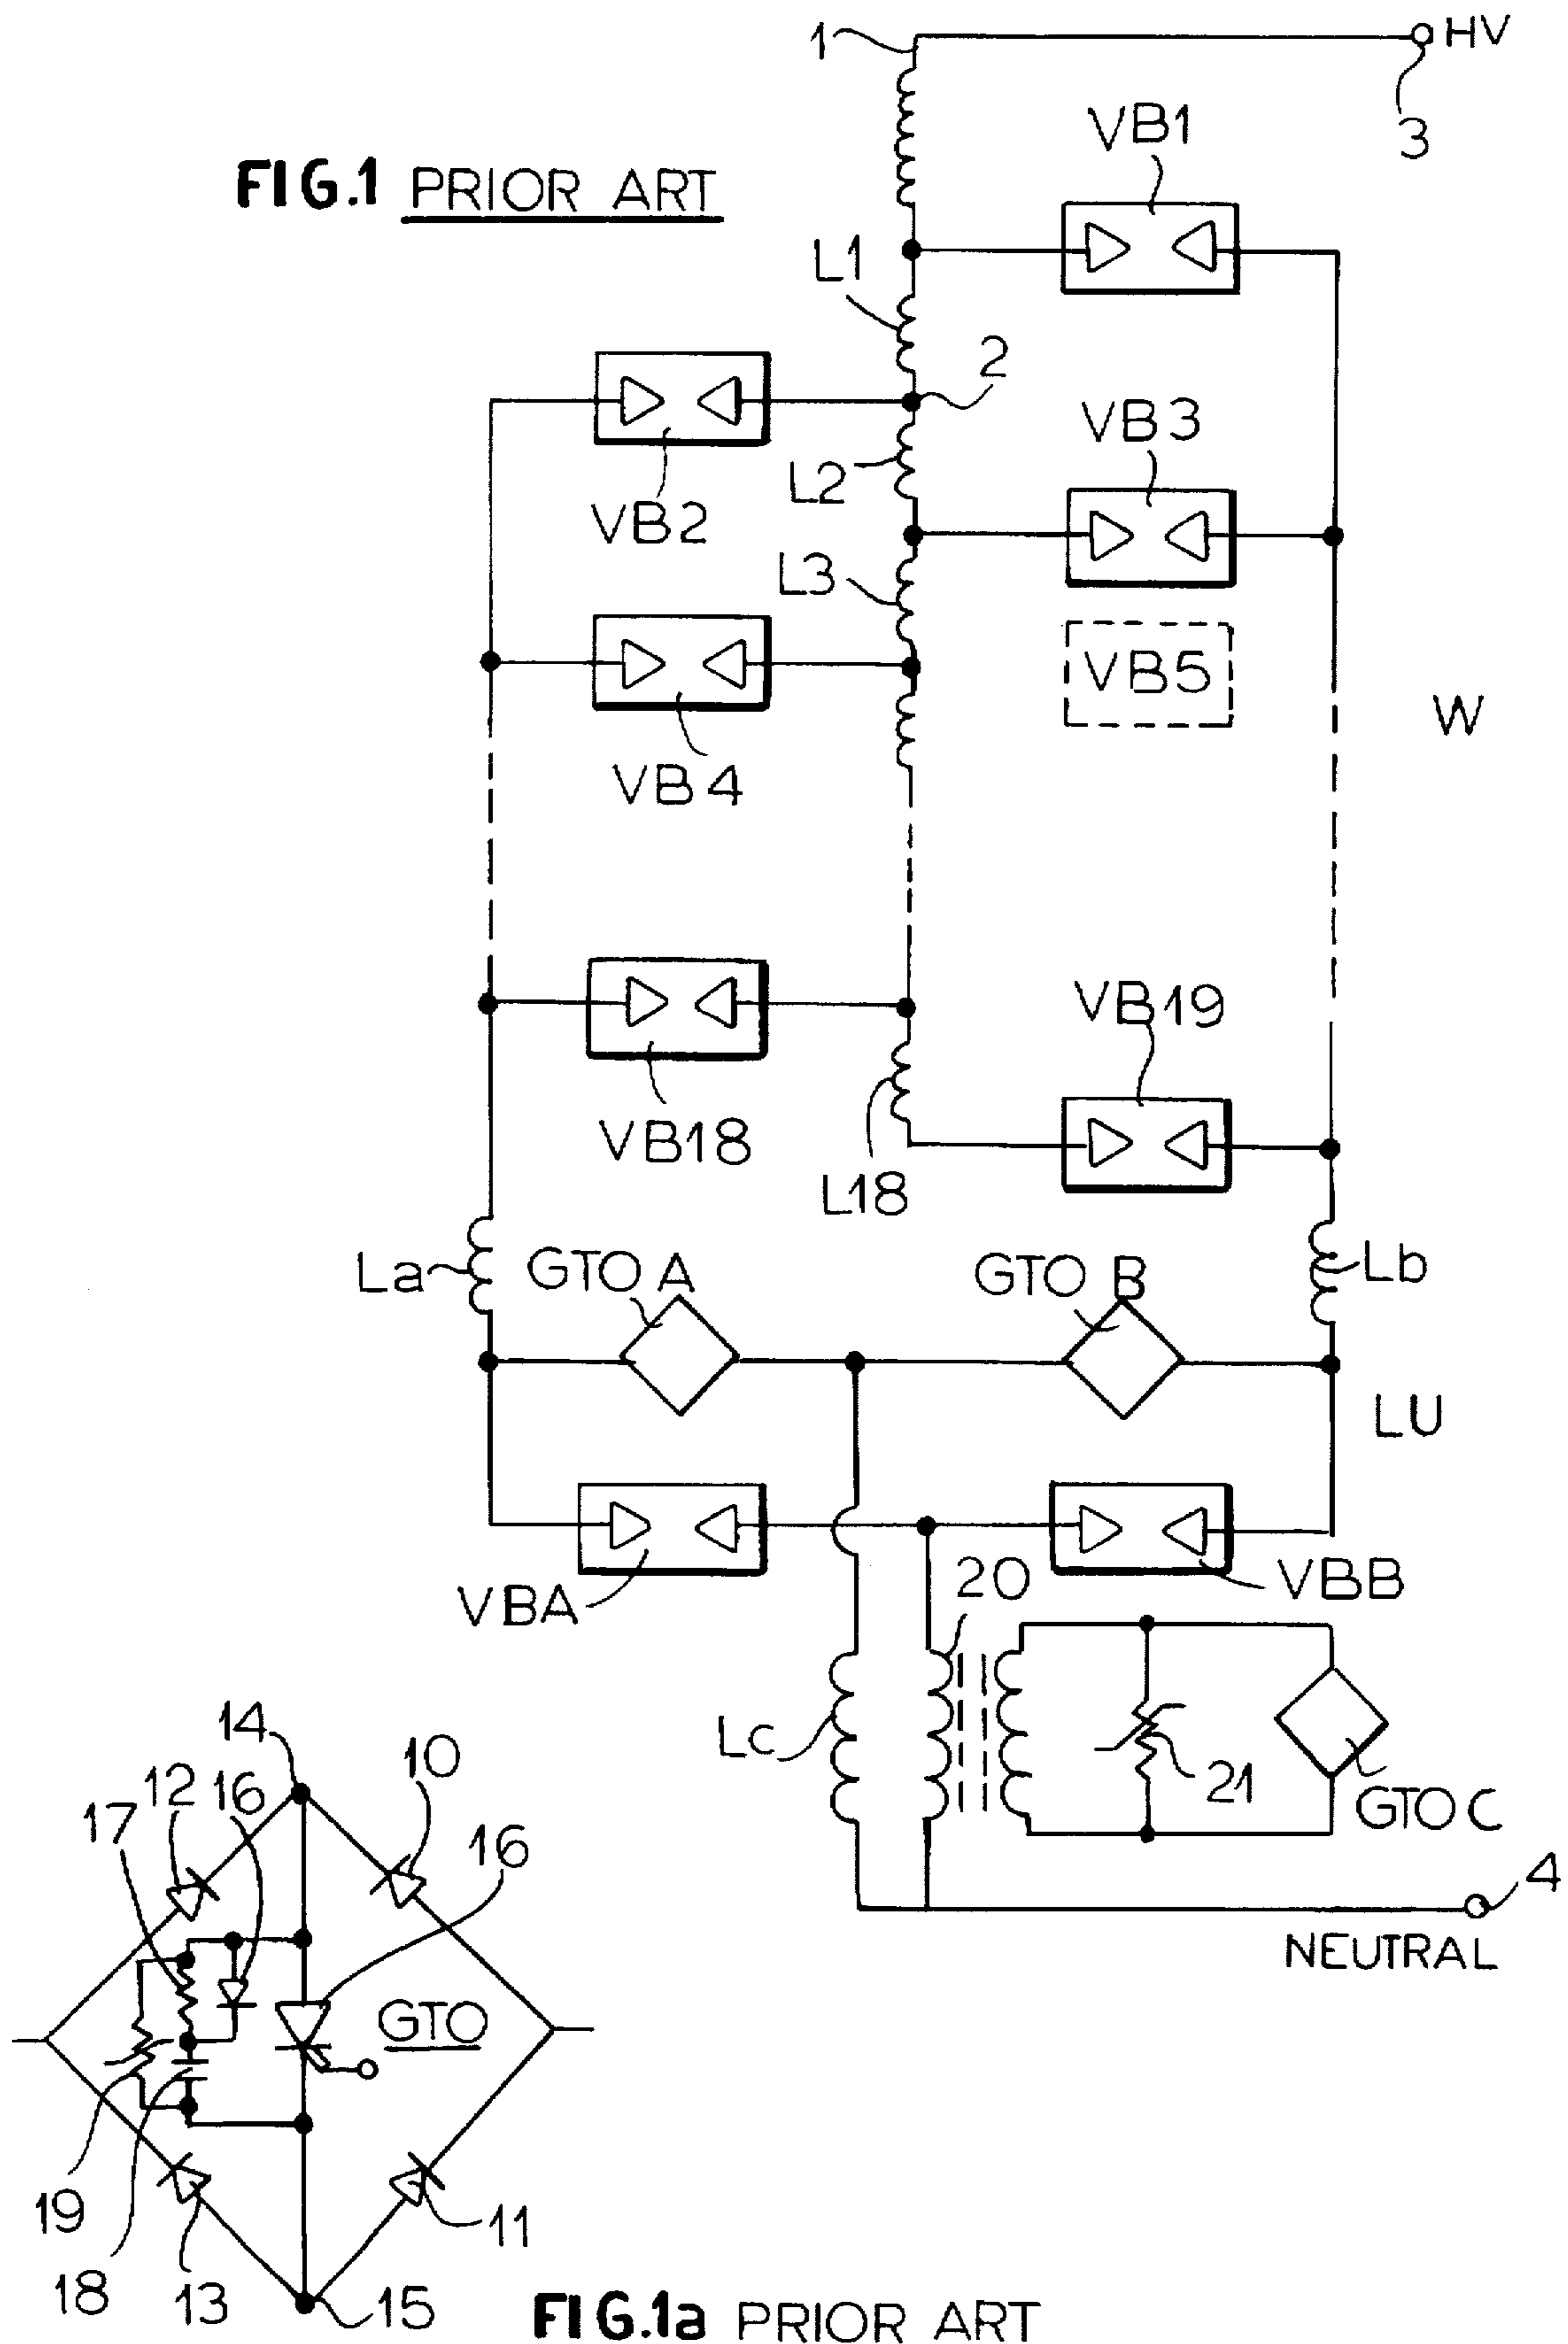 1
HV
3
VB1
FIG.1 PRIOR ART
L1
2
VB3
L2
VB2
L3
VB5
W
VB4
VB19
VB18
L18
La
GTO A
GTO B
Lb
LU
20
VBA
VBB
14
10
Lc
12
16
21
17
GTO C
16
4
NEUTRAL
GTO
19
11
18
13
15
FIG.1a PRIOR ART